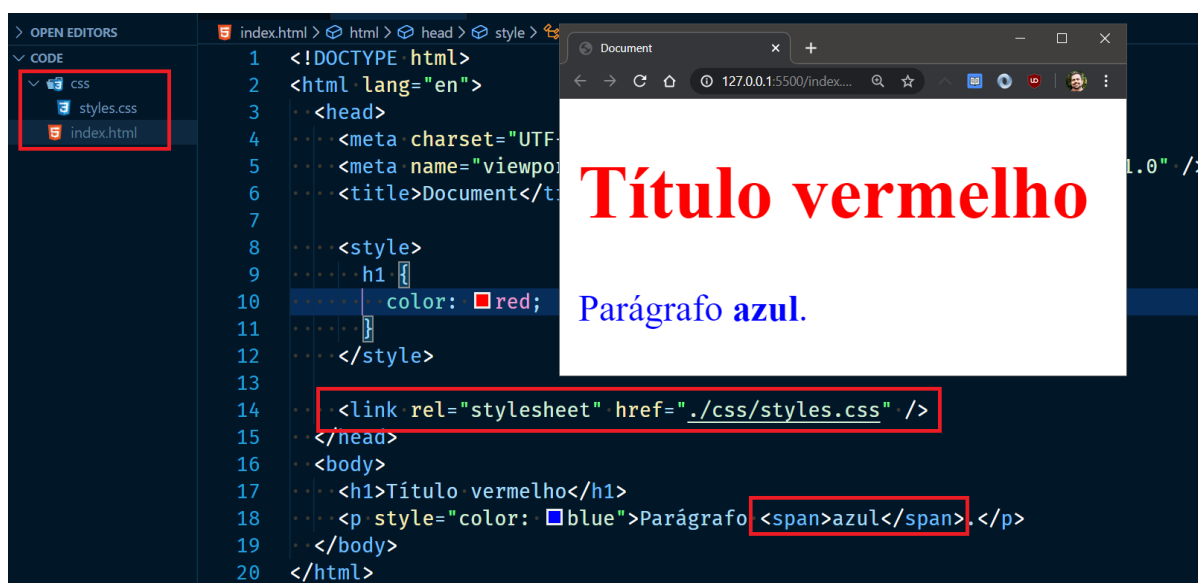 OPEN EDITORS
CODE
css
styles.css
index.html
index.html > html > head > style >
1 <!DOCTYPE html>
2 <html lang="en">
3 <head>
4 <meta charset="UTF-
5 <meta name="viewpo 1.0" />
6 <title>Document</t
7
8 <style>
9 h1 {
10 color: red;
11 }
12 </style>
13
14 <link rel="stylesheet" href="./css/styles.css" />
15 </head>
16 <body>
17 <h1>Título vermelho</h1>
18 <p style="color: blue">Parágrafo <span>azul</span>.</p>
19 </body>
20 </html>
Document
127.0.0.1:5500/index....
Título vermelho
Parágrafo azul.